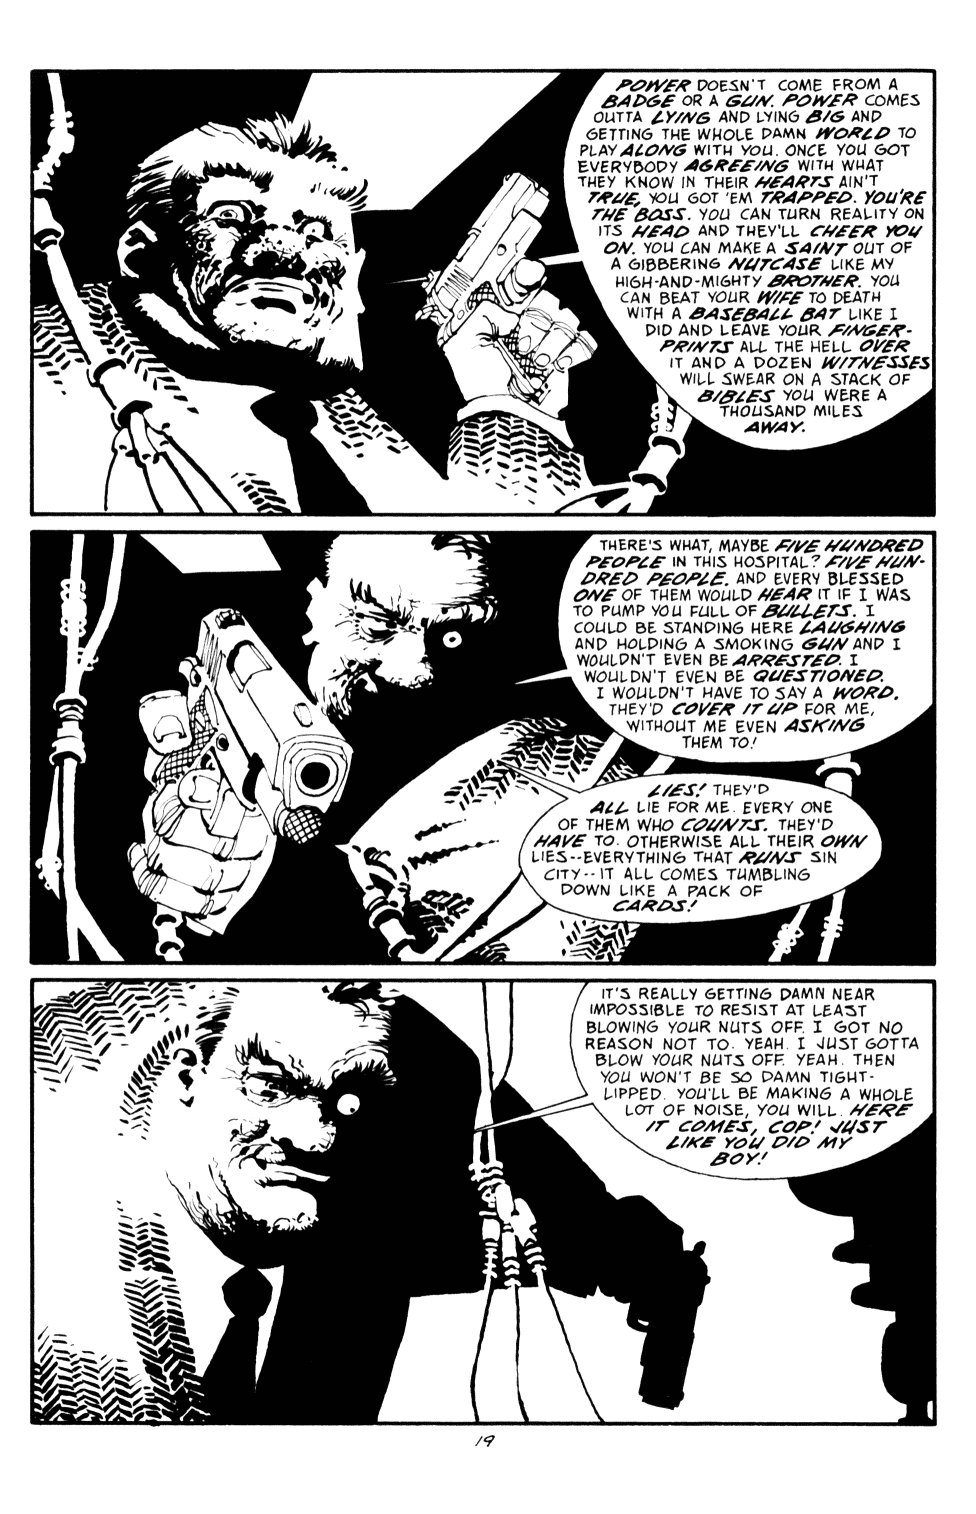 POWER DOESN'T COME FROM A
BADGE OR A GUN. POWER COMES
OUTTA LYING AND LYING BIG AND
GETTING THE WHOLE DAMN WORLD TO
PLAY ALONG WITH YOU. ONCE YOU GOT
EVERYBODY AGREEING WITH WHAT
THEY KNOW IN THEIR HEARTS AIN'T
TRUE, YOU GOT 'EM TRAPPED. YOU'RE
THE BOSS. YOU CAN TURN REALITY ON
ITS HEAD AND THEY'LL CHEER YOU
ON. YOU CAN MAKE A SAINT OUT OF
A GIBBERING NUTCASE LIKE MY
HIGH-AND-MIGHTY BROTHER. YOU
CAN BEAT YOUR WIFE TO DEATH
WITH A BASEBALL BAT LIKE I
DID AND LEAVE YOUR FINGER-
PRINTS ALL THE HELL OVER
IT AND A DOZEN WITNESSES
WILL SWEAR ON A STACK OF
BIBLES YOU WERE A
THOUSAND MILES
AWAY.
THERE'S WHAT, MAYBE FIVE HUNDRED
PEOPLE IN THIS HOSPITAL? FIVE HUN-
DRED PEOPLE. AND EVERY BLESSED
ONE OF THEM WOULD HEAR IT IF I WAS
TO PUMP YOU FULL OF BULLETS. I
COULD BE STANDING HERE LAUGHING
AND HOLDING A SMOKING GUN AND I
WOULDN'T EVEN BE ARRESTED. I
WOULDN'T EVEN BE QUESTIONED.
I WOULDN'T HAVE TO SAY A WORD.
THEY'D COVER IT UP FOR ME,
WITHOUT ME EVEN ASKING
THEM TO!
LIES! THEY'D
ALL LIE FOR ME. EVERY ONE
OF THEM WHO COUNTS. THEY'D
HAVE TO. OTHERWISE ALL THEIR OWN
LIES--EVERYTHING THAT RUNS SIN
CITY--IT ALL COMES TUMBLING
DOWN LIKE A PACK OF
CARDS!
IT'S REALLY GETTING DAMN NEAR
IMPOSSIBLE TO RESIST AT LEAST
BLOWING YOUR NUTS OFF. I GOT NO
REASON NOT TO. YEAH. I JUST GOTTA
BLOW YOUR NUTS OFF. YEAH. THEN
YOU WON'T BE SO DAMN TIGHT-
LIPPED. YOU'LL BE MAKING A WHOLE
LOT OF NOISE, YOU WILL. HERE
IT COMES, COP! JUST
LIKE YOU DID MY
BOY!
19